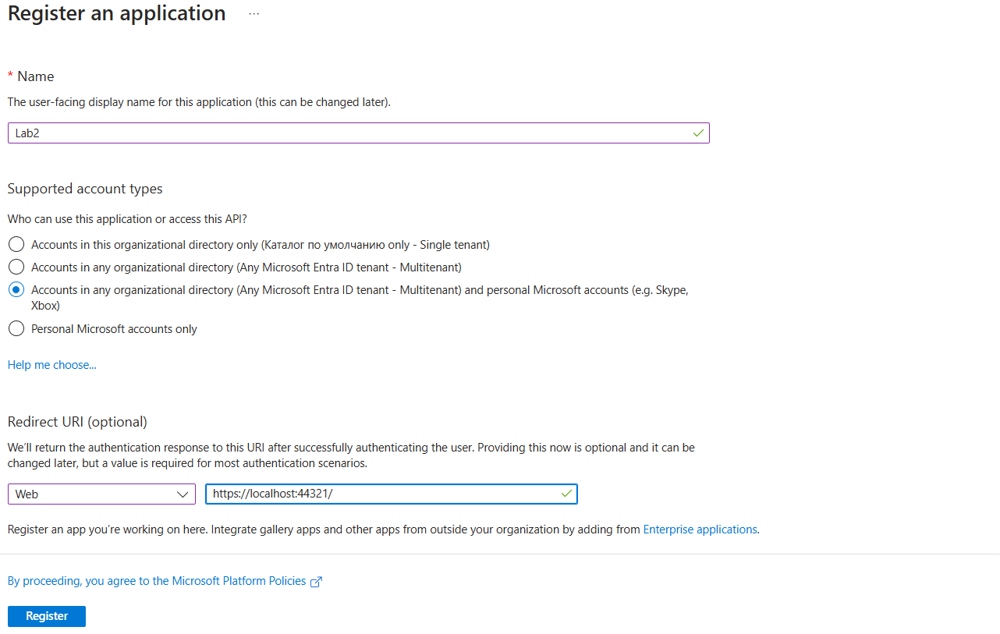 Register an application ...
* Name
The user-facing display name for this application (this can be changed later).
Lab2
Supported account types
Who can use this application or access this API?
Accounts in this organizational directory only (Каталог по умолчанию only - Single tenant)
Accounts in any organizational directory (Any Microsoft Entra ID tenant - Multitenant)
Accounts in any organizational directory (Any Microsoft Entra ID tenant - Multitenant) and personal Microsoft accounts (e.g. Skype,
Xbox)
Personal Microsoft accounts only
Help me choose...
Redirect URI (optional)
We'll return the authentication response to this URI after successfully authenticating the user. Providing this now is optional and it can be
changed later, but a value is required for most authentication scenarios.
Web
https://localhost:44321/
Register an app you're working on here. Integrate gallery apps and other apps from outside your organization by adding from Enterprise applications.
By proceeding, you agree to the Microsoft Platform Policies
Register